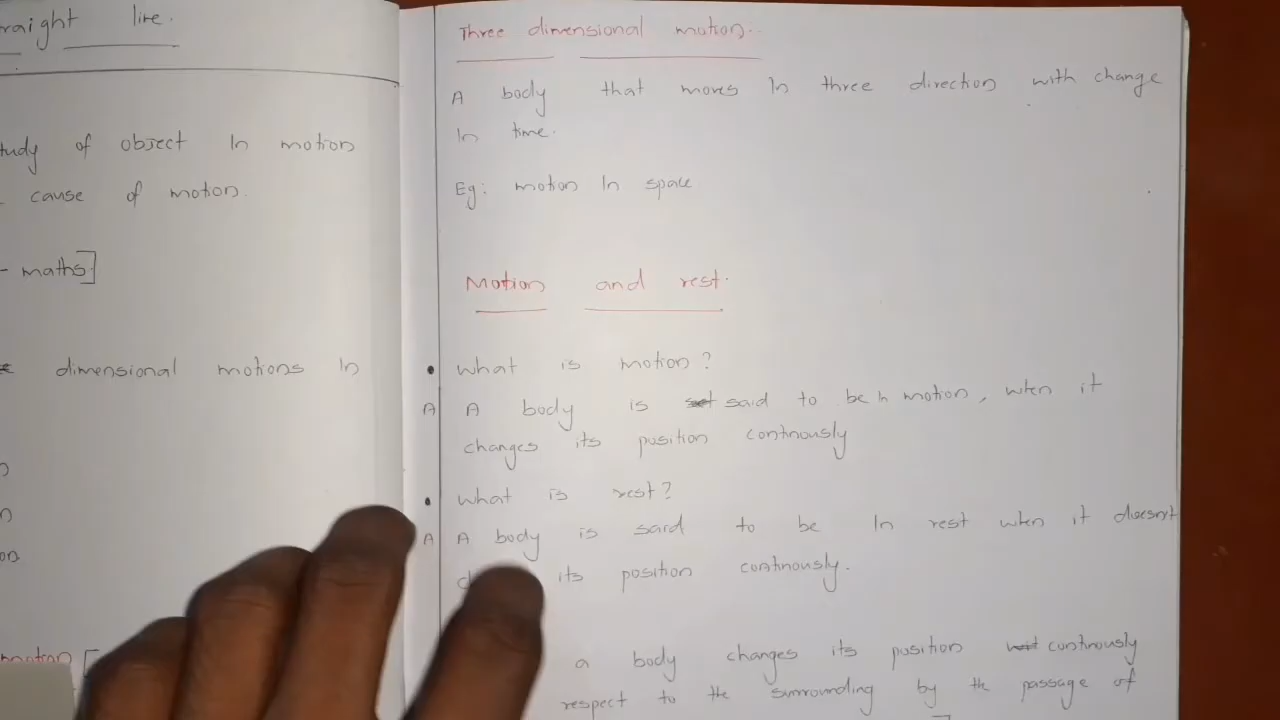 line.
study of object In motion
cause of motion.
- maths]
dimensional motions In
motion [
Three dimensional motion.
A body that moves In three direction with change
In time.
Eg: motion In space
Motion and rest.
• what is motion?
A A body is said to be in motion, when it
changes its position continously
• what is rest?
A A body is said to be In rest when it doesnt
its position continously.
a body changes its position continously
respect to the surrounding by the passage of